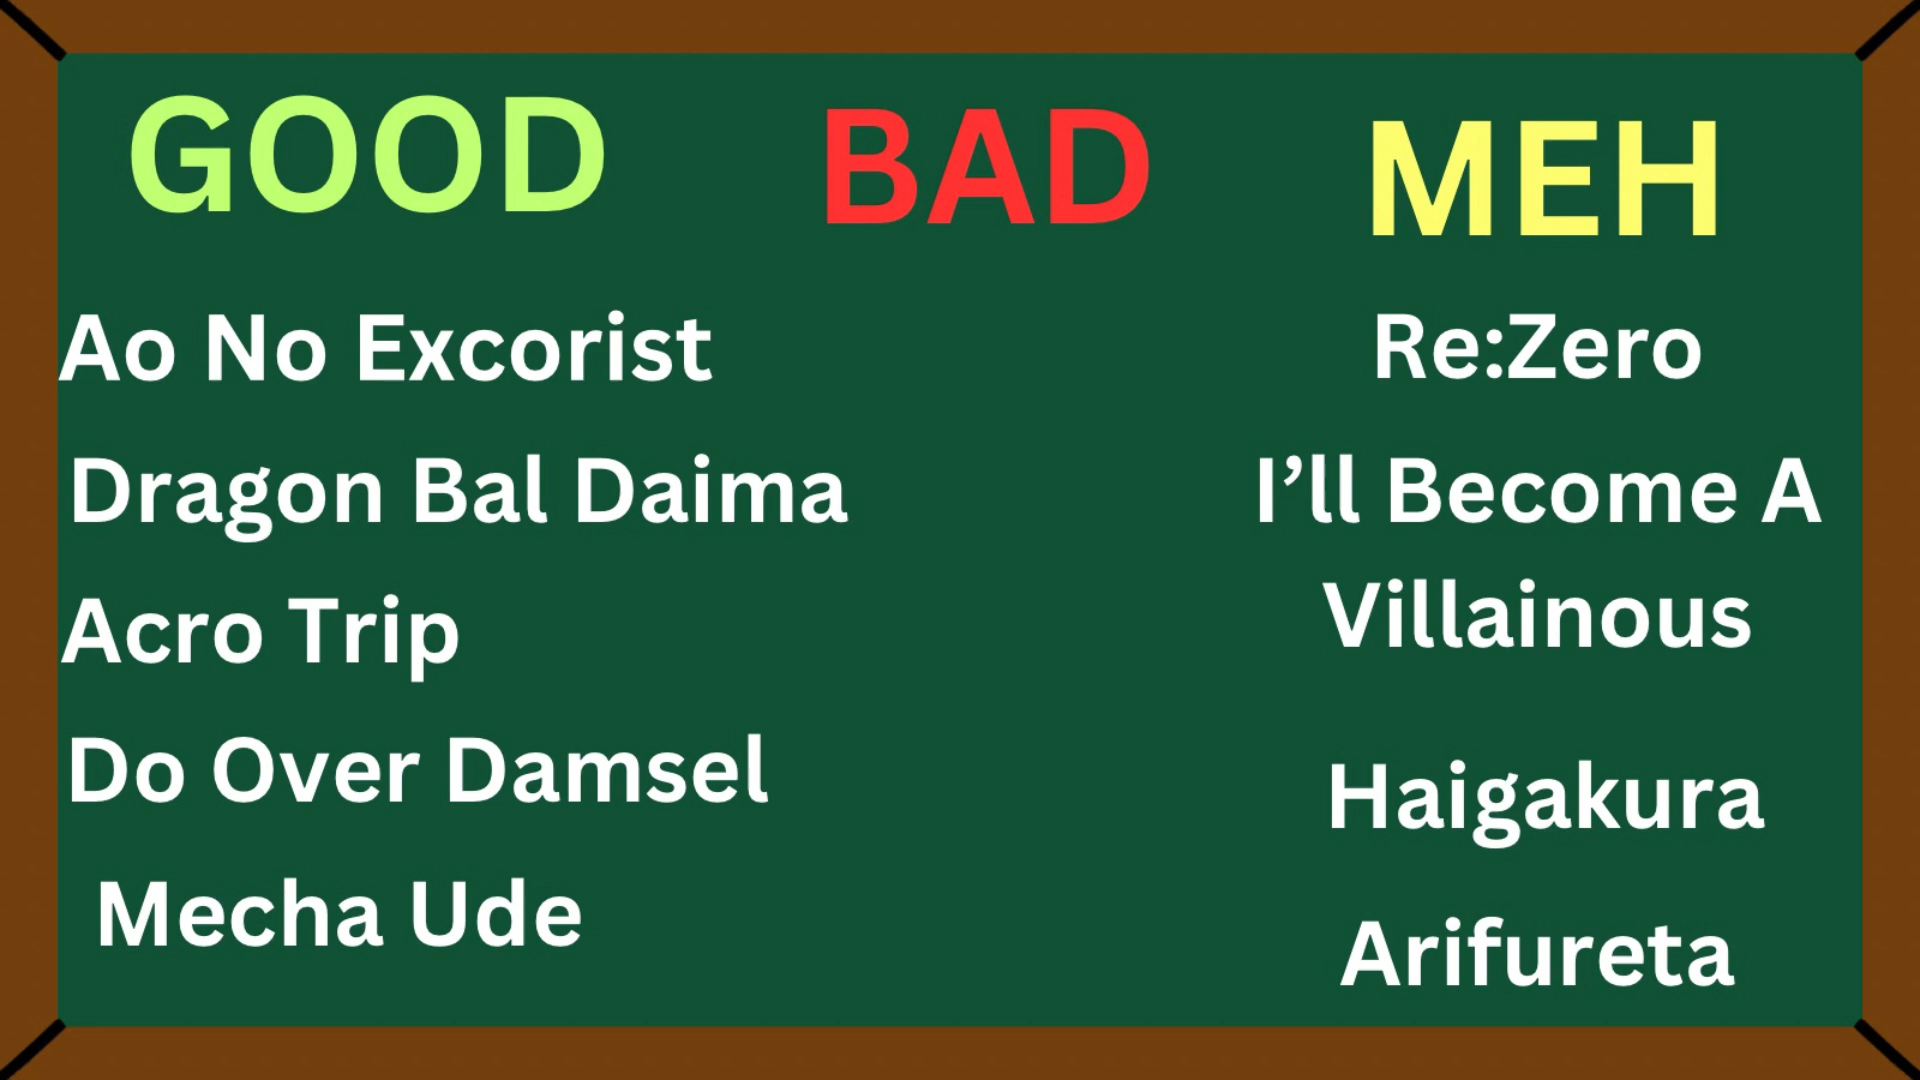 GOOD
BAD
MEH
Ao No Excorist
Dragon Bal Daima
Acro Trip
Do Over Damsel
Mecha Ude
Re:Zero
I’ll Become A
Villainous
Haigakura
Arifureta